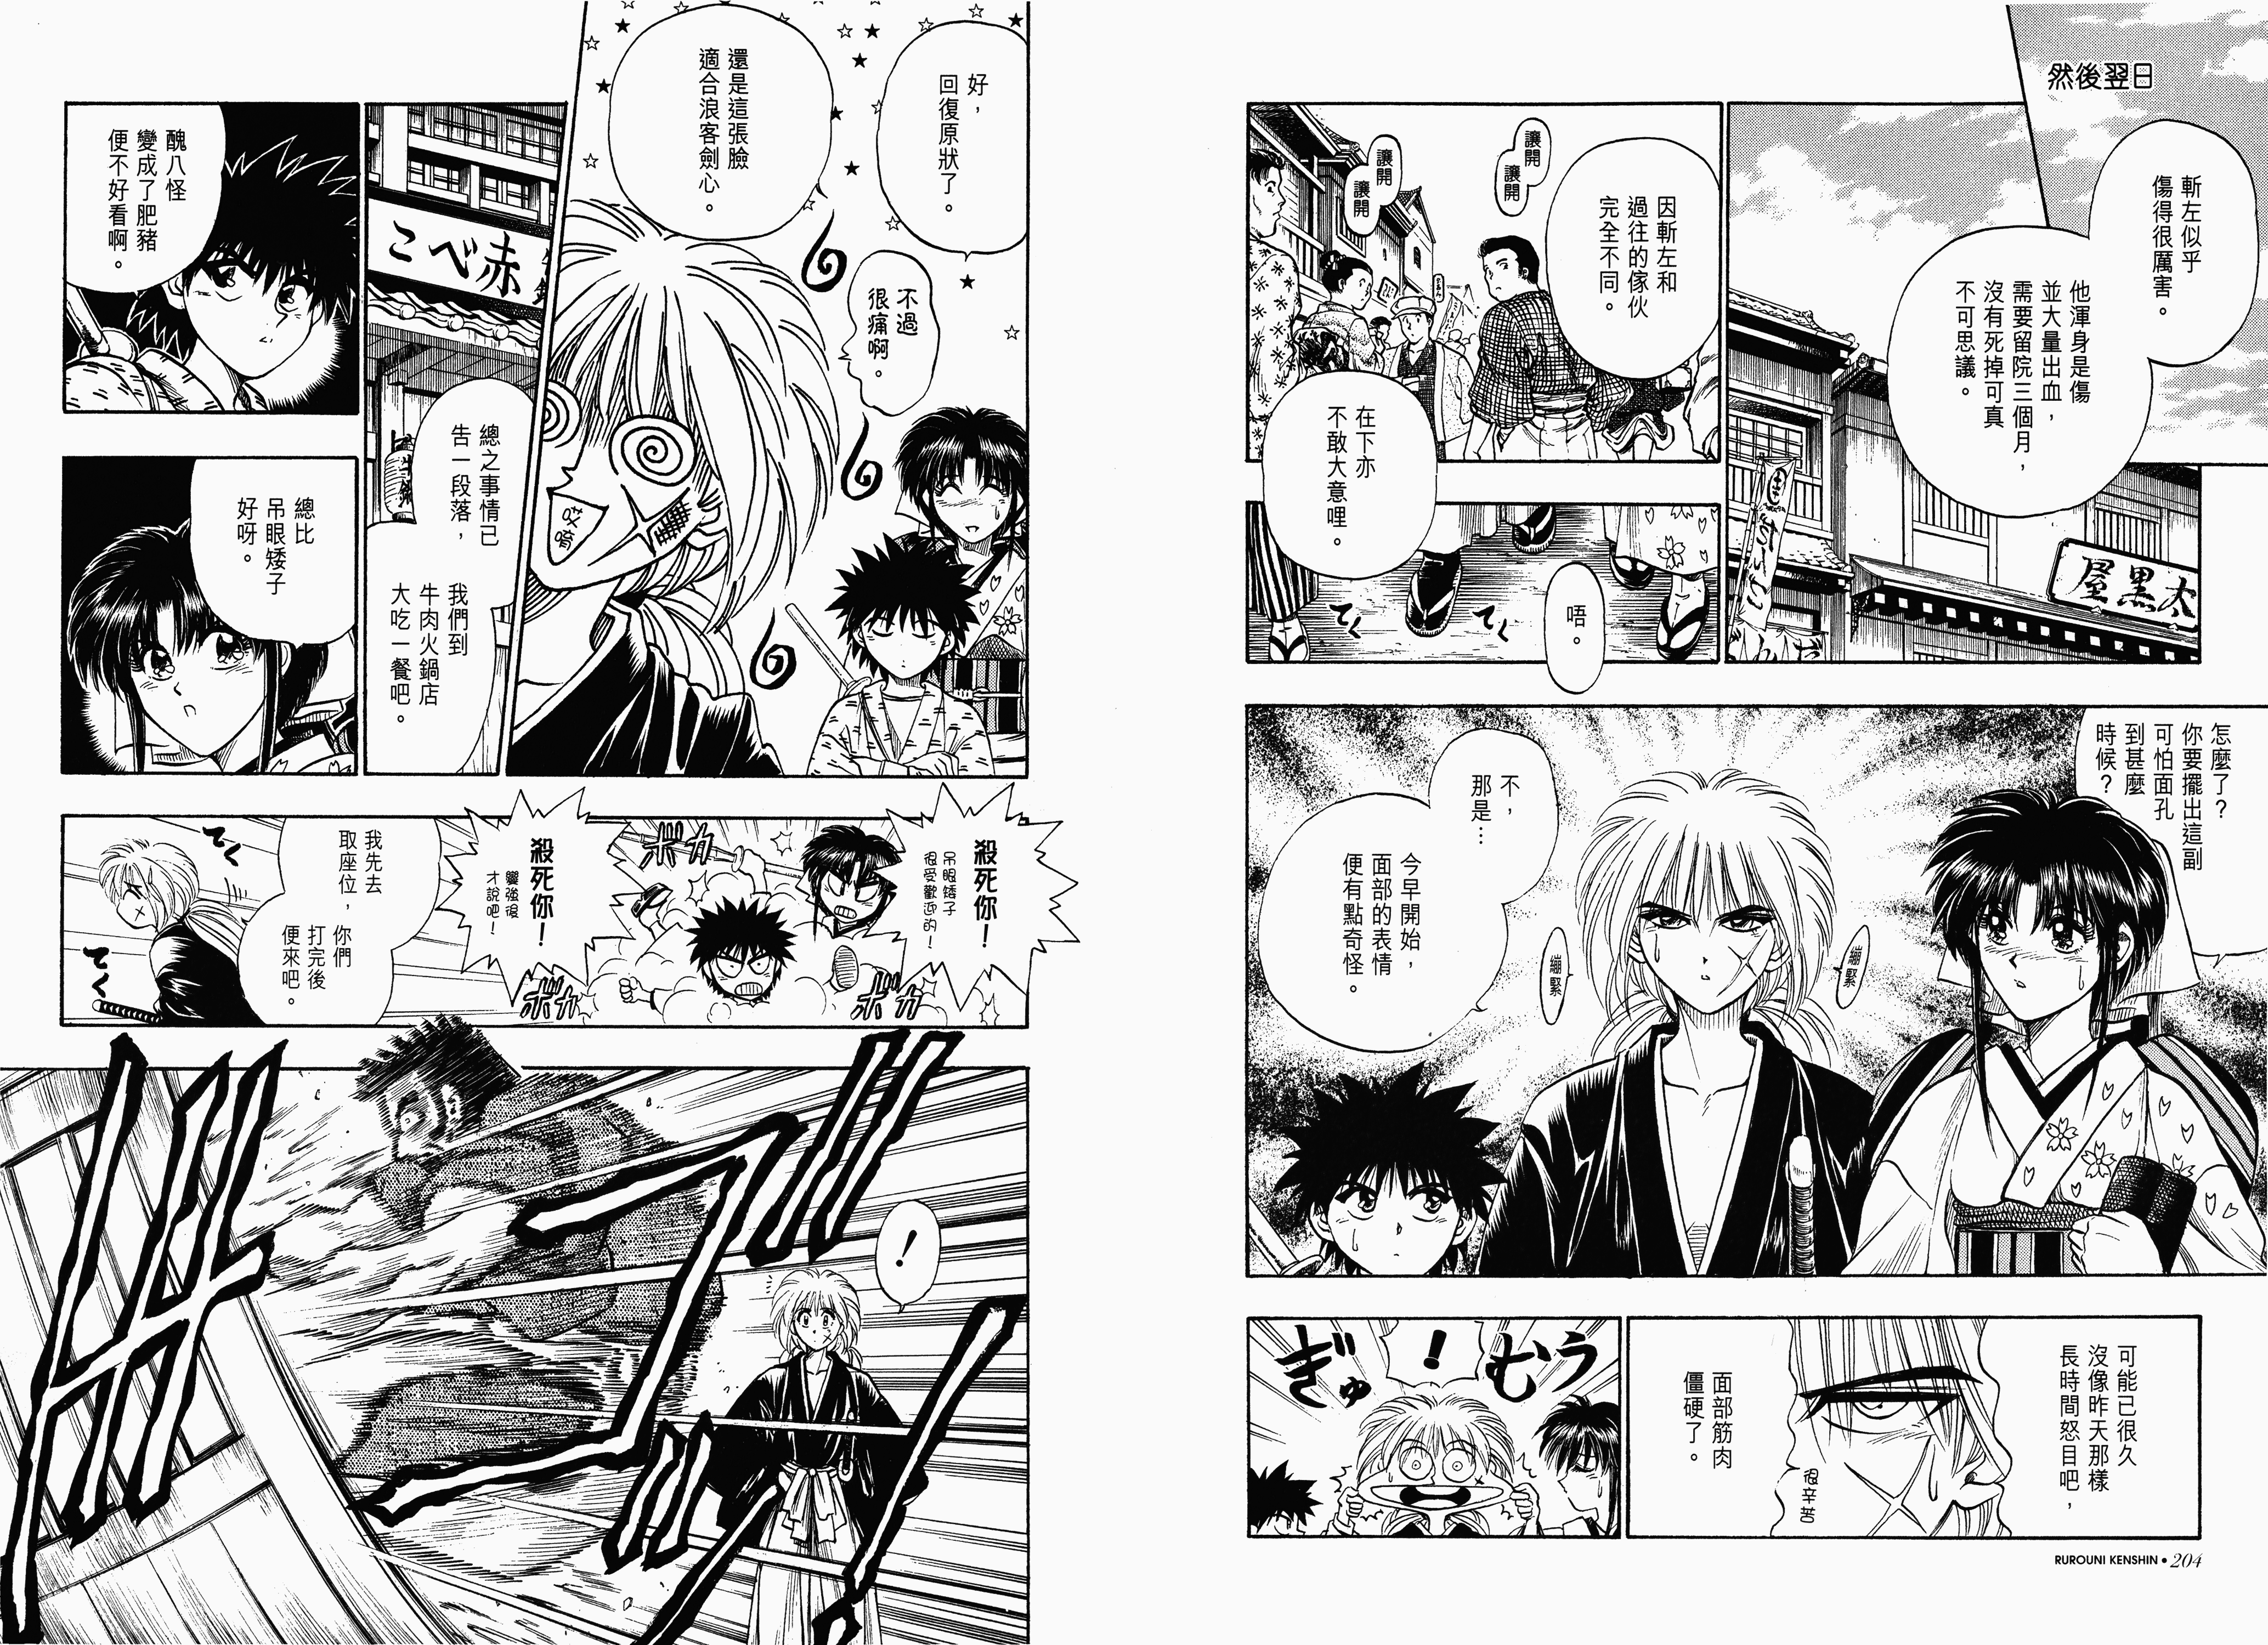 然後翌日
斬左似乎
傷得很厲害。
他渾身是傷
並大量出血，
需要留院三個月，
沒有死掉可真
不可思議。
太黒屋
因斬左和
過往的傢伙
完全不同。
讓開
讓開
讓開
讓開
在下亦
不敢大意哩。
唔。
てく
てく
怎麼了？
你要擺出這副
可怕面孔
到甚麼
時候？
不，
那是…
今早開始，
面部的表情
便有點奇怪。
繃緊
繃緊
可能已很久
沒像昨天那樣
長時間怒目吧，
面部筋肉
僵硬了。
很辛苦
むぅ
！
ぎゅ
RUROUNI KENSHIN • 204
好，
回復原狀了。
還是這張臉
適合浪客劍心。
不過
很痛啊。
哎唷
赤べこ
牛鍋
總之事情已
告一段落，
我們到
牛肉火鍋店
大吃一餐吧。
醜八怪
變成了肥豬
便不好看啊。
總比
吊眼矮子
好呀。
殺死你！
吊眼矮子
很受歡迎的！
殺死你！
變強後
才說吧！
ボカ
ボカ
ボカ
我先去
取座位，
你們
打完後
便來吧。
てく
てく
！